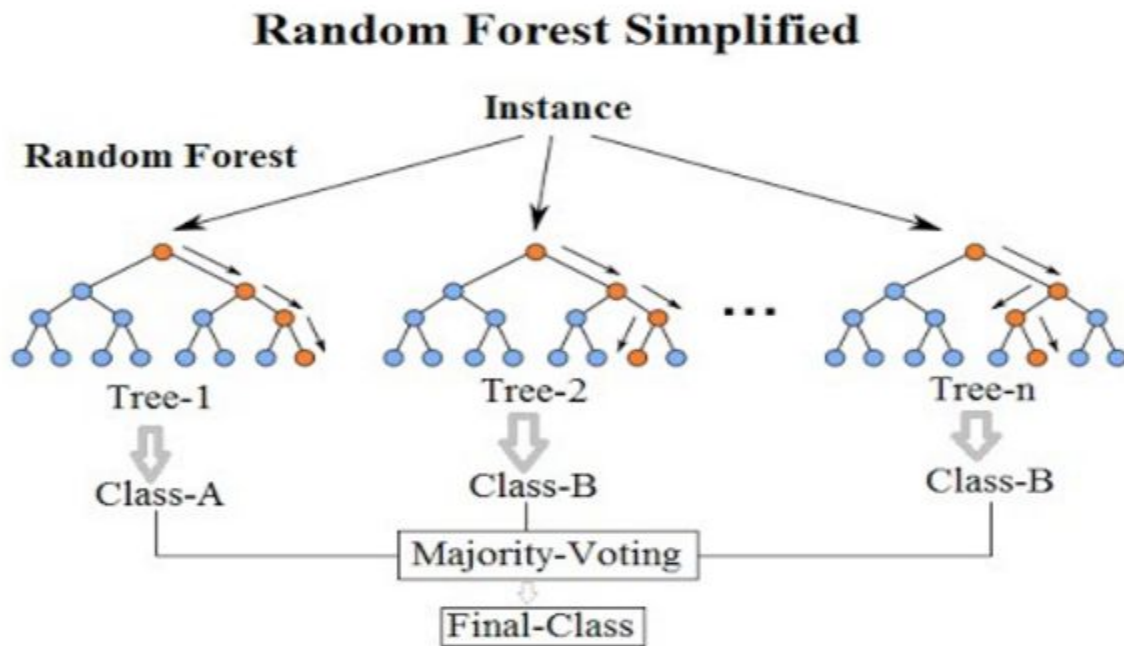 Random Forest Simplified
Instance
Random Forest
...
Tree-1
Tree-2
Tree-n
Class-A
Class-B
Class-B
Majority-Voting
Final-Class